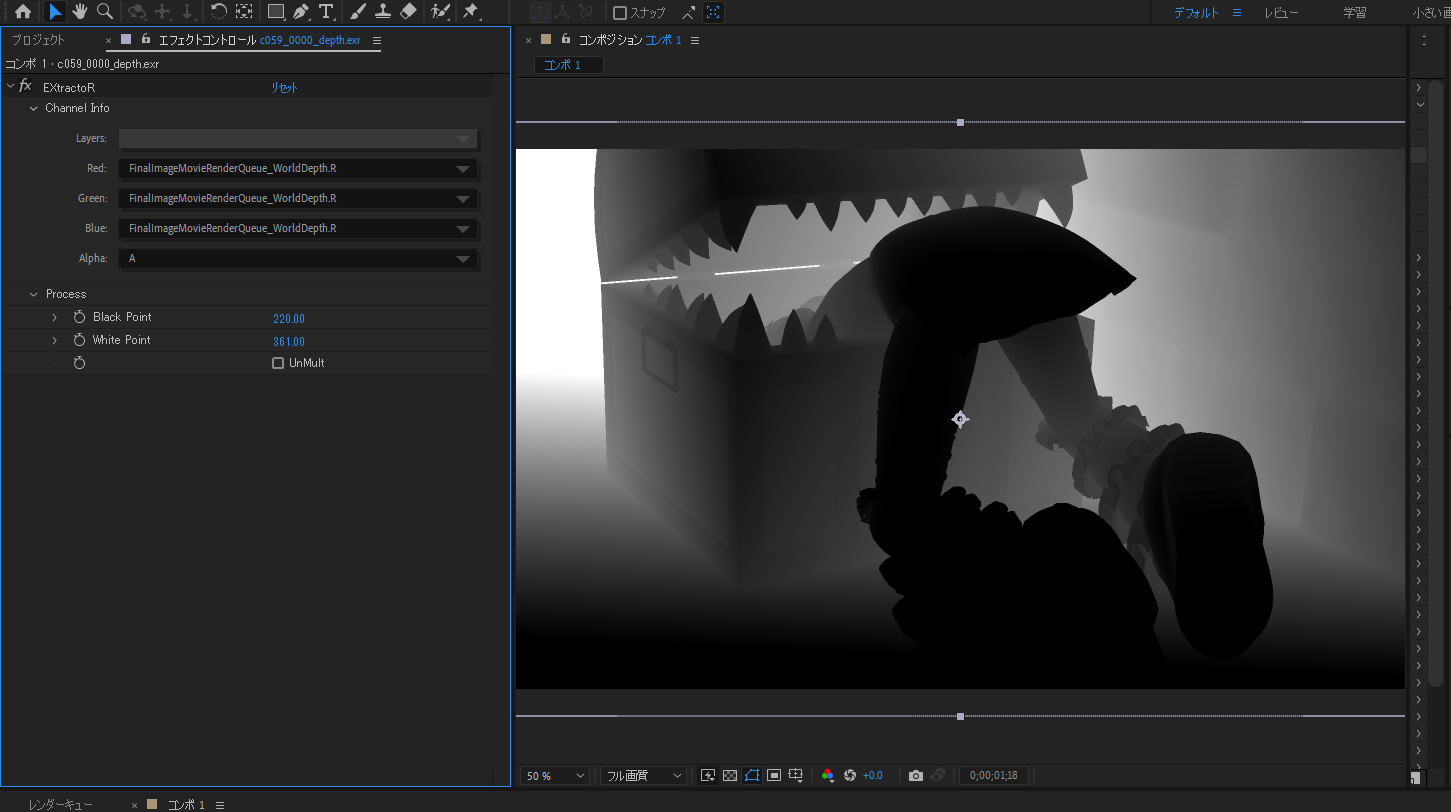 スナップ
デフォルト
レビュー
学習
小さい画
プロジェクト
エフェクトコントロール c059_0000_depth.exr
コンポジション コンポ 1
コンポ 1・c059_0000_depth.exr
コンポ 1
fx EXtractoR リセット
Channel Info
Layers:
Red: FinalImageMovieRenderQueue_WorldDepth.R
Green: FinalImageMovieRenderQueue_WorldDepth.R
Blue: FinalImageMovieRenderQueue_WorldDepth.R
Alpha: A
Process
Black Point 220.00
White Point 361.00
UnMult
50 %
フル画質
+0.0
0;00;01;18
レンダーキュー
コンポ 1